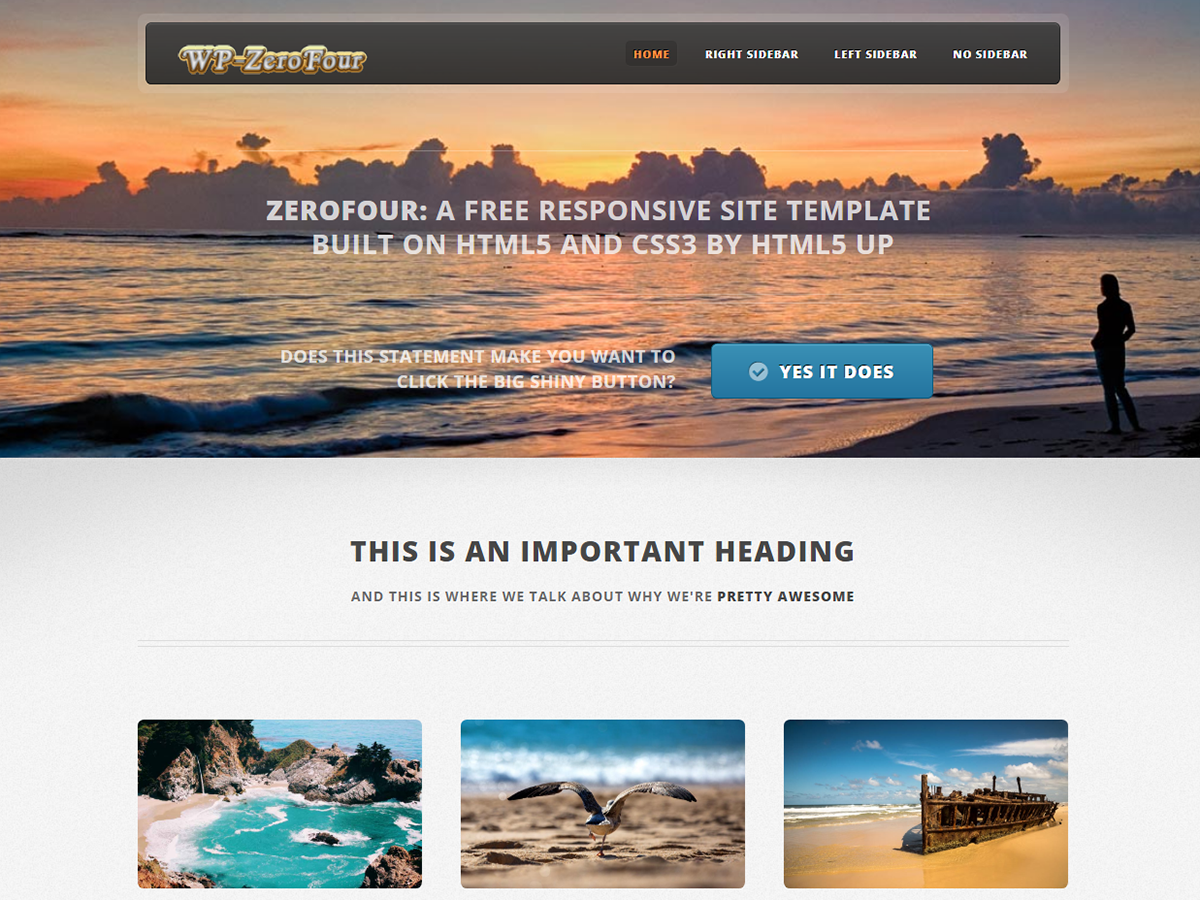 WP-ZeroFour
HOME RIGHT SIDEBAR LEFT SIDEBAR NO SIDEBAR
ZEROFOUR: A FREE RESPONSIVE SITE TEMPLATE
BUILT ON HTML5 AND CSS3 BY HTML5 UP
DOES THIS STATEMENT MAKE YOU WANT TO
CLICK THE BIG SHINY BUTTON?
YES IT DOES
THIS IS AN IMPORTANT HEADING
AND THIS IS WHERE WE TALK ABOUT WHY WE'RE PRETTY AWESOME